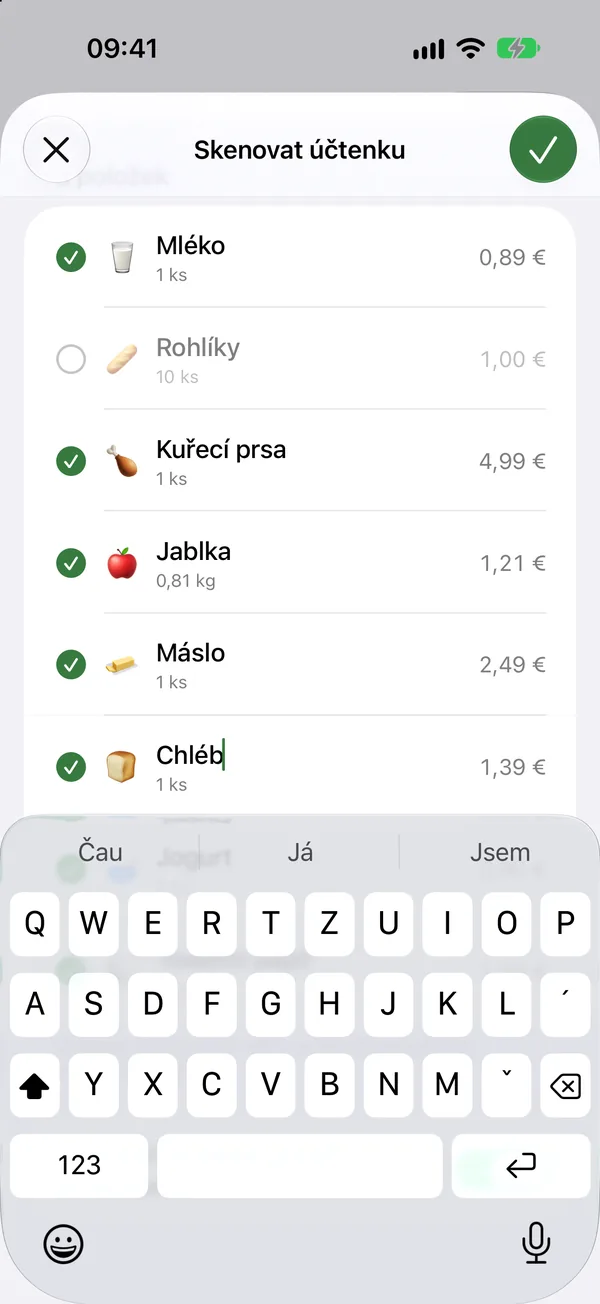 09:41
Skenovat účtenku
Mléko
1 ks
0,89 €
Rohlíky
10 ks
1,00 €
Kuřecí prsa
1 ks
4,99 €
Jablka
0,81 kg
1,21 €
Máslo
1 ks
2,49 €
Chléb
1 ks
1,39 €
Jogurt
Čau Já Jsem
Q W E R T Z U I O P
A S D F G H J K L ´
Y X C V B N M ˇ
123